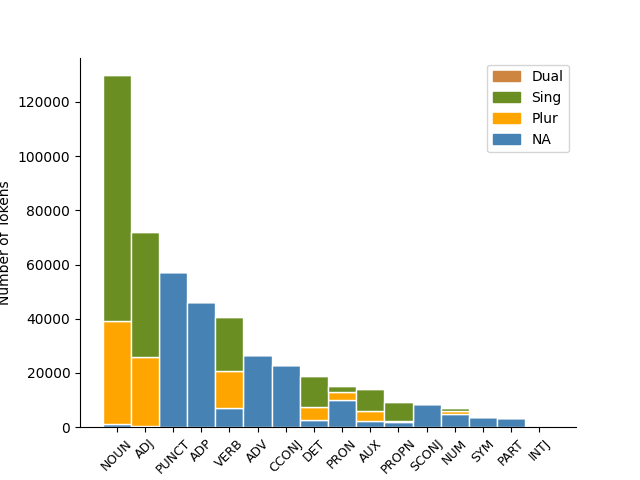 Dual
Sing
Plur
NA
120000
100000
80000
60000
40000
20000
0
Number of Tokens
NOUN
ADJ
PUNCT
ADP
VERB
ADV
CCONJ
DET
PRON
AUX
PROPN
SCONJ
NUM
SYM
PART
INTJ